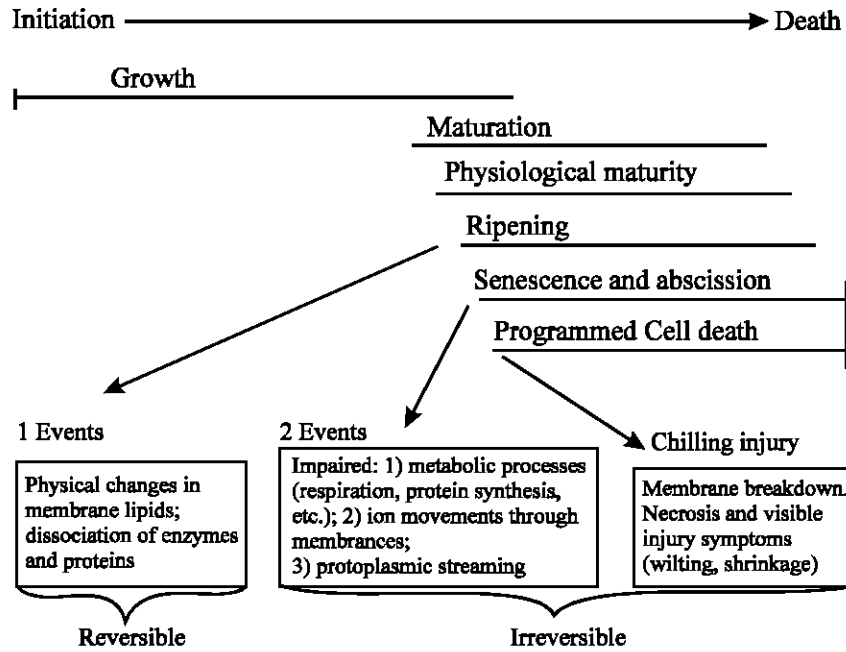 Initiation
Death
Growth
Maturation
Physiological maturity
Ripening
Senescence and abscission
Programmed Cell death
1 Events
Physical changes in
membrane lipids;
dissociation of enzymes
and proteins
Reversible
2 Events
Impaired: 1) metabolic processes
(respiration, protein synthesis,
etc.); 2) ion movements through
membrances;
3) protoplasmic streaming
Chilling injury
Membrane breakdown.
Necrosis and visible
injury symptoms
(wilting, shrinkage)
Irreversible